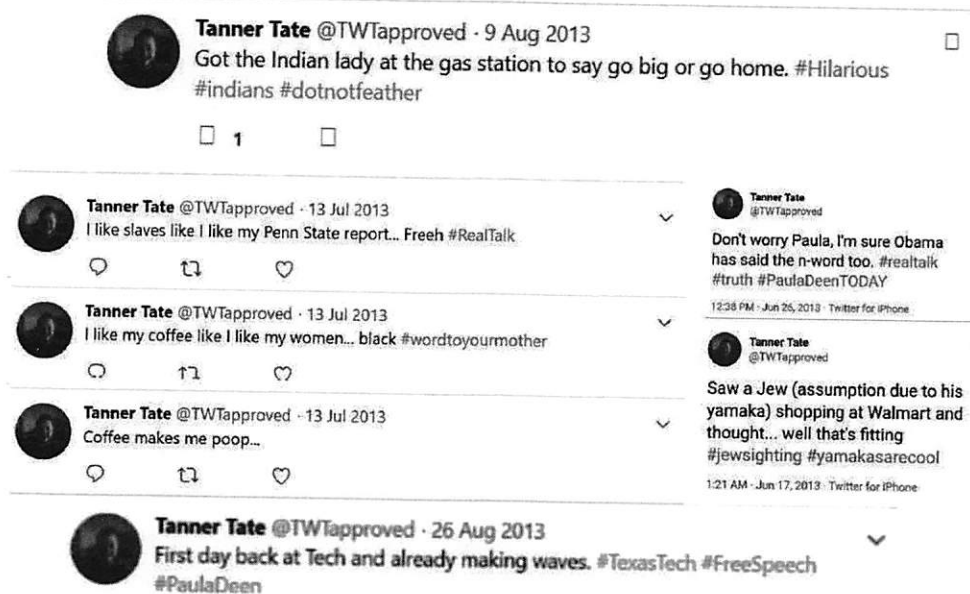 Tanner Tate @TWTapproved · 9 Aug 2013
Got the Indian lady at the gas station to say go big or go home. #Hilarious
#indians #dotnotfeather
1
Tanner Tate @TWTapproved · 13 Jul 2013
I like slaves like I like my Penn State report... Freeh #RealTalk
Tanner Tate @TWTapproved · 13 Jul 2013
I like my coffee like I like my women... black #wordtoyourmother
Tanner Tate @TWTapproved · 13 Jul 2013
Coffee makes me poop...
Tanner Tate
@TWTapproved
Don't worry Paula, I'm sure Obama
has said the n-word too. #realtalk
#truth #PaulaDeenTODAY
12:38 PM · Jun 26, 2013 · Twitter for iPhone
Tanner Tate
@TWTapproved
Saw a Jew (assumption due to his
yamaka) shopping at Walmart and
thought... well that's fitting
#jewsighting #yamakasarecool
1:21 AM · Jun 17, 2013 · Twitter for iPhone
Tanner Tate @TWTapproved · 26 Aug 2013
First day back at Tech and already making waves. #TexasTech #FreeSpeech
#PaulaDeen